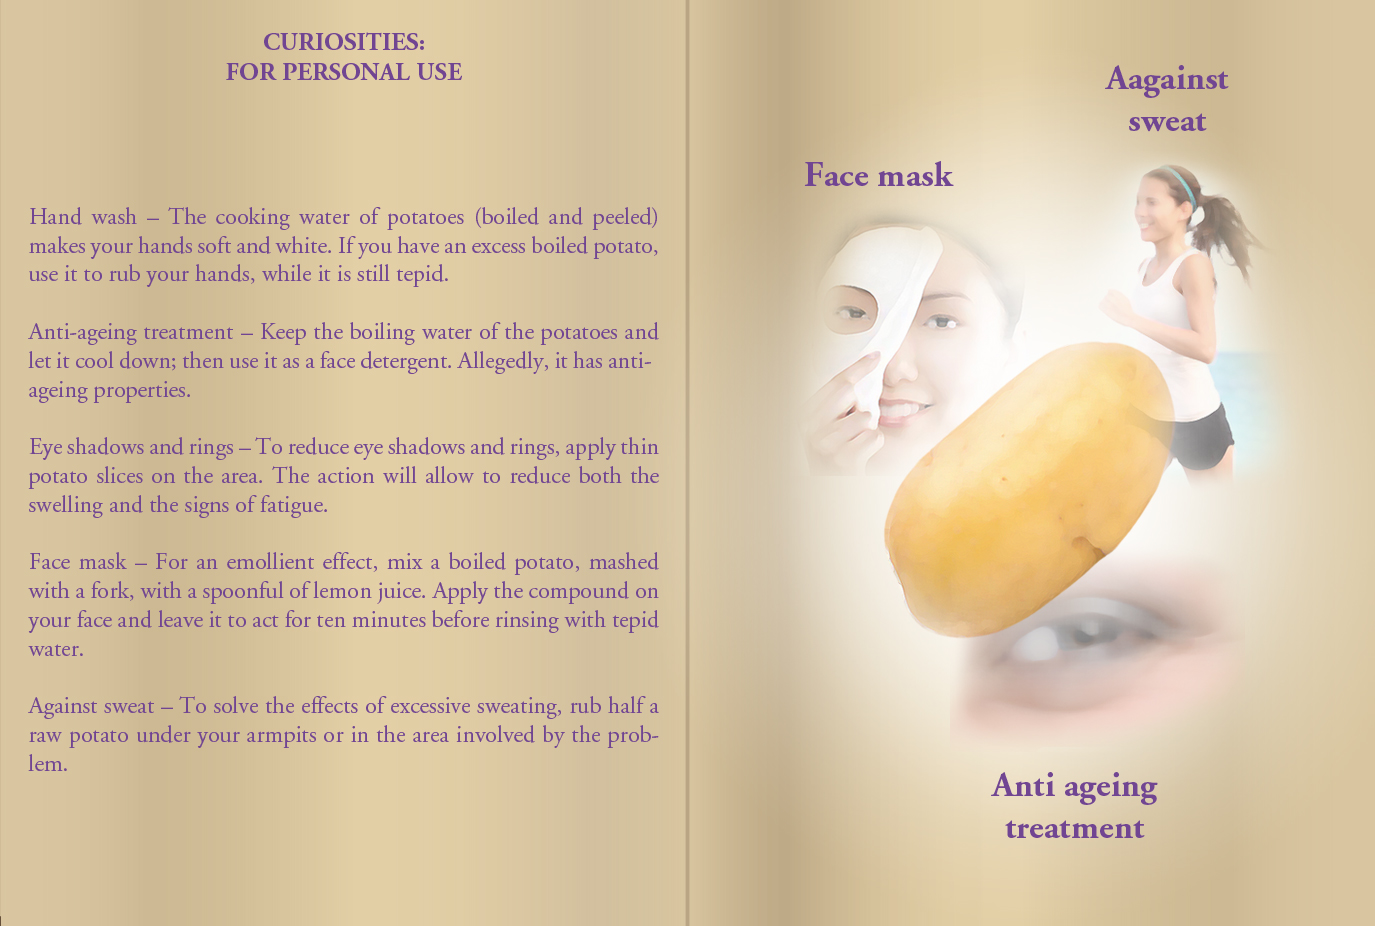 CURIOSITIES:
FOR PERSONAL USE
Hand wash – The cooking water of potatoes (boiled and peeled)
makes your hands soft and white. If you have an excess boiled potato,
use it to rub your hands, while it is still tepid.
Anti-ageing treatment – Keep the boiling water of the potatoes and
let it cool down; then use it as a face detergent. Allegedly, it has anti-
ageing properties.
Eye shadows and rings – To reduce eye shadows and rings, apply thin
potato slices on the area. The action will allow to reduce both the
swelling and the signs of fatigue.
Face mask – For an emollient effect, mix a boiled potato, mashed
with a fork, with a spoonful of lemon juice. Apply the compound on
your face and leave it to act for ten minutes before rinsing with tepid
water.
Against sweat – To solve the effects of excessive sweating, rub half a
raw potato under your armpits or in the area involved by the prob-
lem.
Aagainst
sweat
Face mask
Anti ageing
treatment